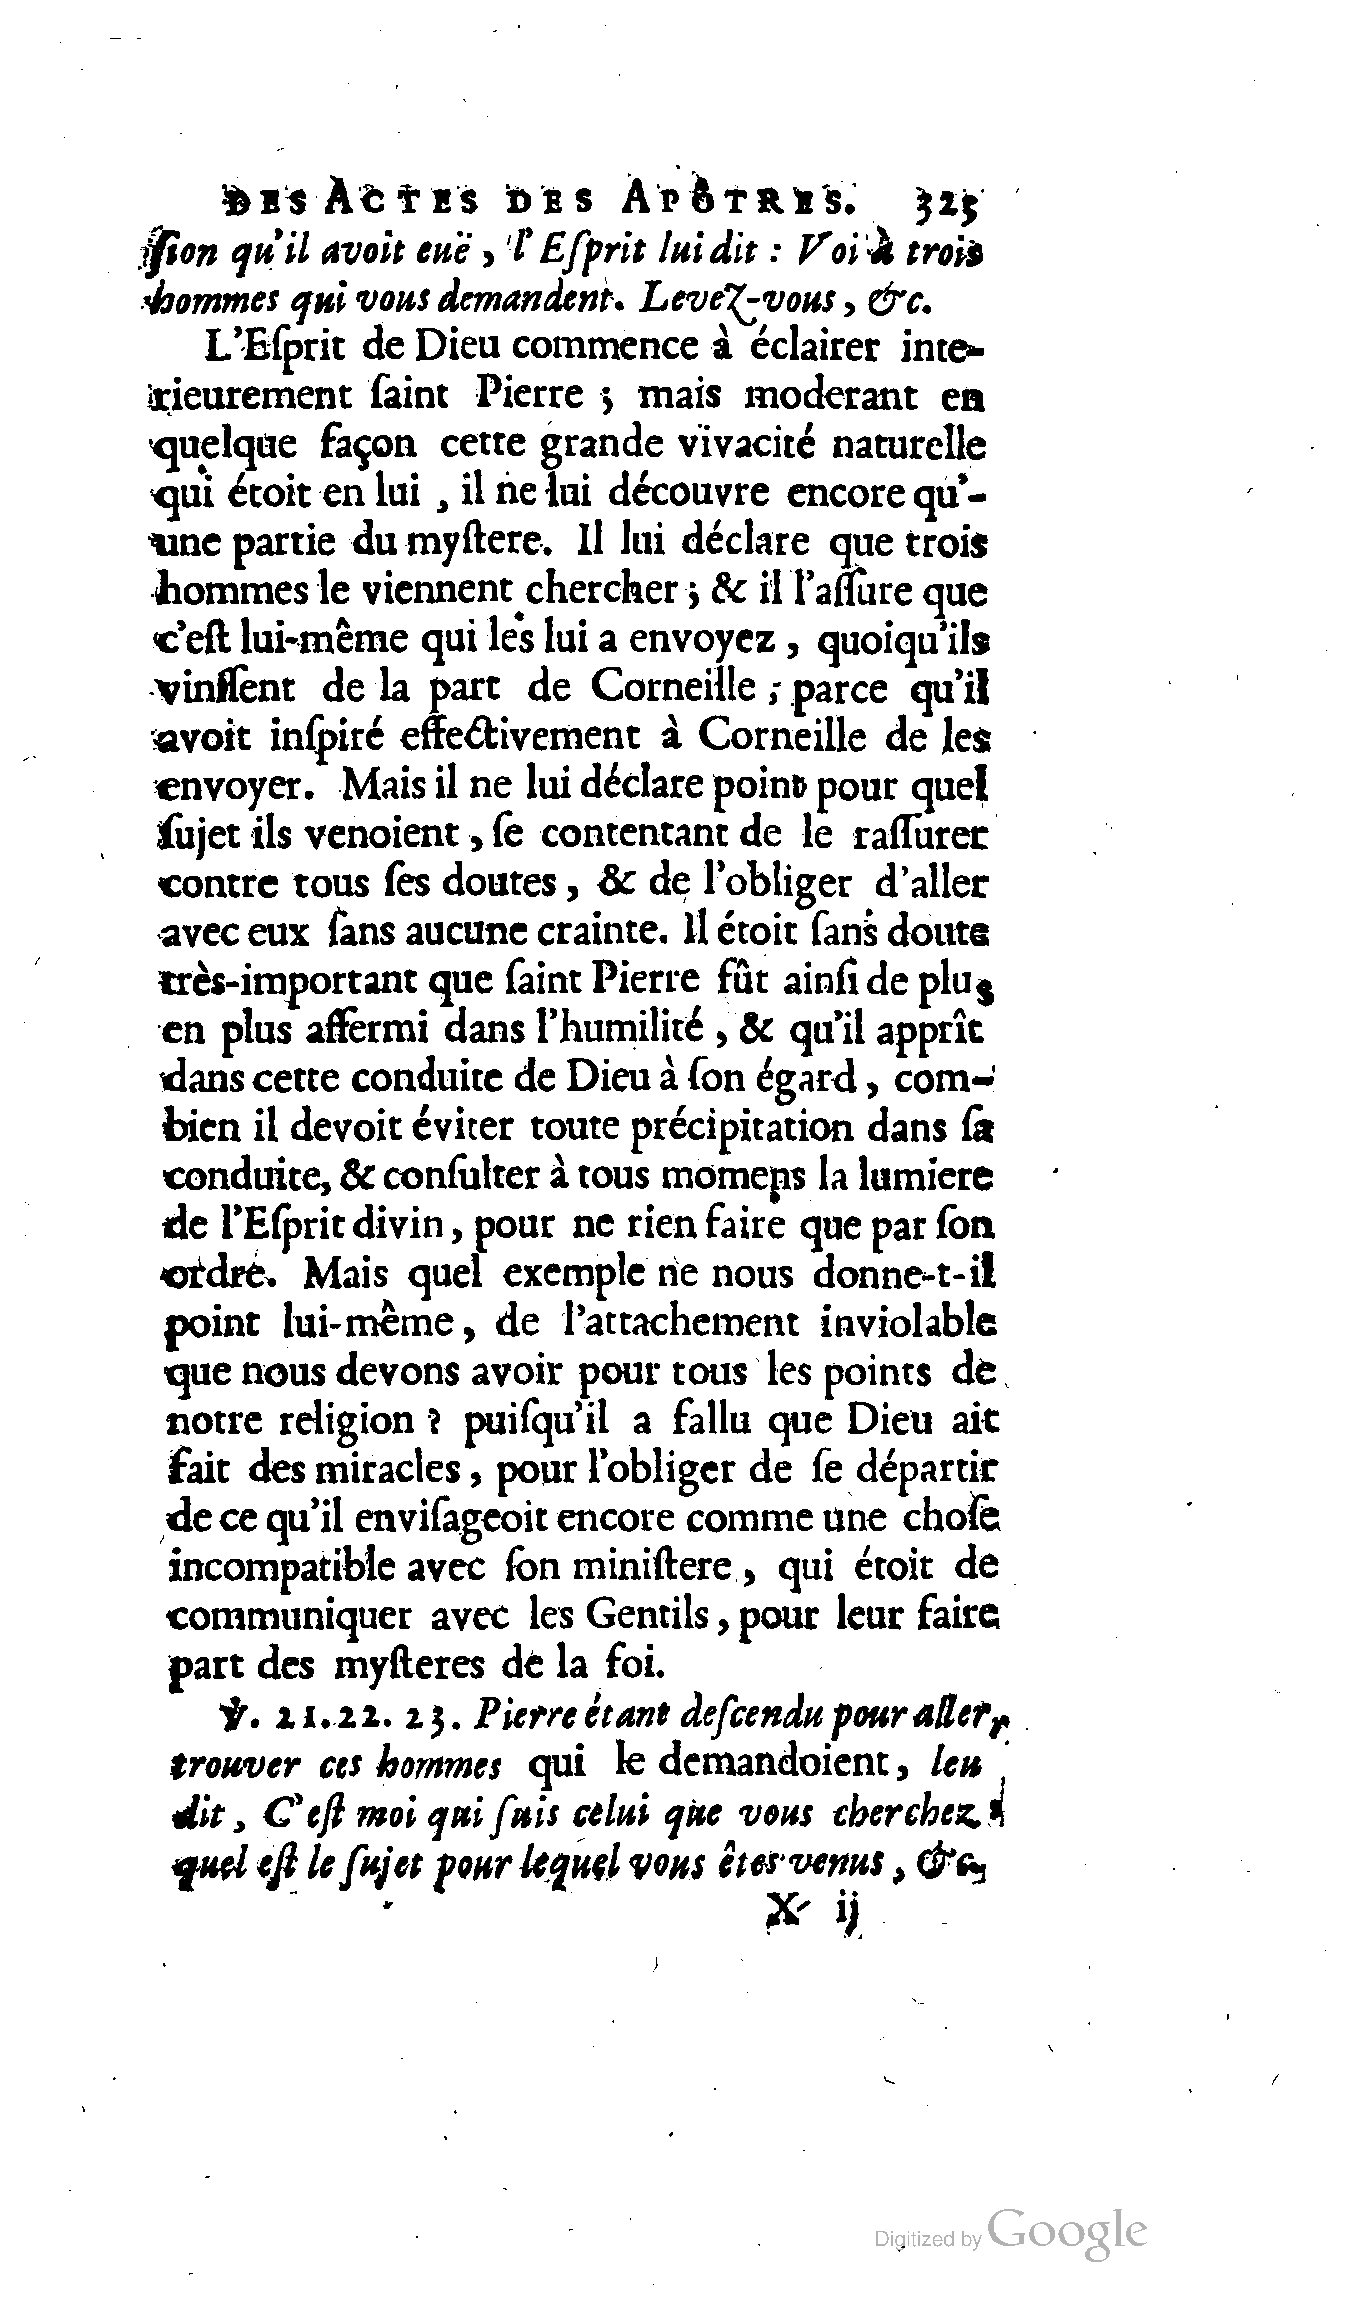 DES ACTES DES APÔTRES. 325
ſſion qu'il avoit euë, l'Eſprit lui dit : Voilà trois
hommes qui vous demandent. Levez-vous, &c.
L'Eſprit de Dieu commence à éclairer inte-
rieurement ſaint Pierre ; mais moderant en
quelque façon cette grande vivacité naturelle
qui étoit en lui, il ne lui découvre encore qu'-
une partie du myſtere. Il lui déclare que trois
hommes le viennent chercher ; & il l'aſſure que
c'eſt lui-même qui les lui a envoyez, quoiqu'ils
vinſſent de la part de Corneille ; parce qu'il
avoit inſpiré effectivement à Corneille de les
envoyer. Mais il ne lui déclare point pour quel
ſujet ils venoient, ſe contentant de le raſſurer
contre tous ſes doutes, & de l'obliger d'aller
avec eux ſans aucune crainte. Il étoit ſans doute
très-important que ſaint Pierre fût ainſi de plus
en plus affermi dans l'humilité, & qu'il apprît
dans cette conduite de Dieu à ſon égard, com-
bien il devoit éviter toute précipitation dans ſa
conduite, & conſulter à tous momens la lumiere
de l'Eſprit divin, pour ne rien faire que par ſon
ordre. Mais quel exemple ne nous donne-t-il
point lui-même, de l'attachement inviolable
que nous devons avoir pour tous les points de
notre religion ? puiſqu'il a fallu que Dieu ait
fait des miracles, pour l'obliger de ſe départir
de ce qu'il enviſageoit encore comme une choſe
incompatible avec ſon miniſtere, qui étoit de
communiquer avec les Gentils, pour leur faire
part des myſteres de la foi.
℣. 21. 22. 23. Pierre étant deſcendu pour aller
trouver ces hommes qui le demandoient, leu
dit, C'eſt moi qui ſuis celui que vous cherchez
quel eſt le ſujet pour lequel vous êtes venus, &c.
X ij
Digitized by Google